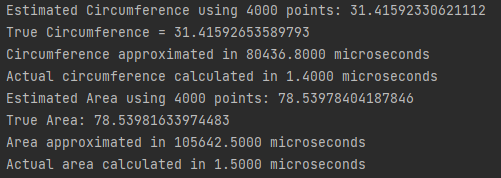 Estimated Circumference using 4000 points: 31.41592330621112
True Circumference = 31.41592653589793
Circumference approximated in 80436.8000 microseconds
Actual circumference calculated in 1.4000 microseconds
Estimated Area using 4000 points: 78.53978404187846
True Area: 78.53981633974483
Area approximated in 105642.5000 microseconds
Actual area calculated in 1.5000 microseconds